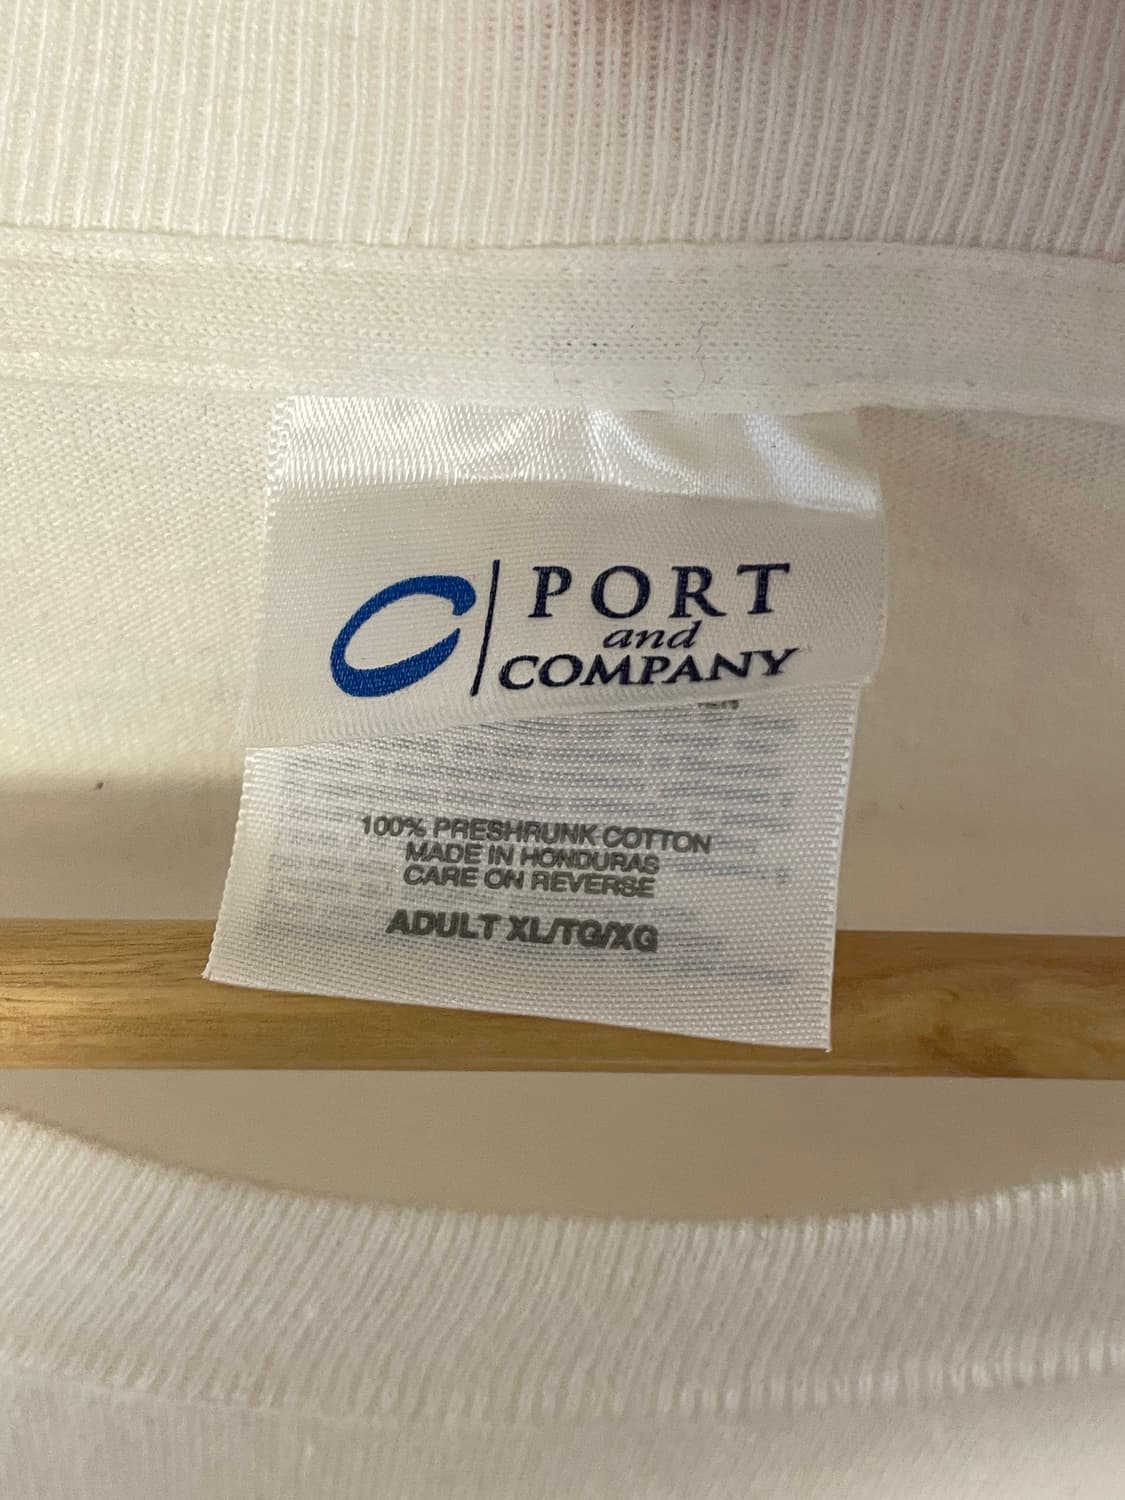 PORT
and
COMPANY
100% PRESHRUNK COTTON
MADE IN HONDURAS
CARE ON REVERSE
ADULT XL/TG/XG